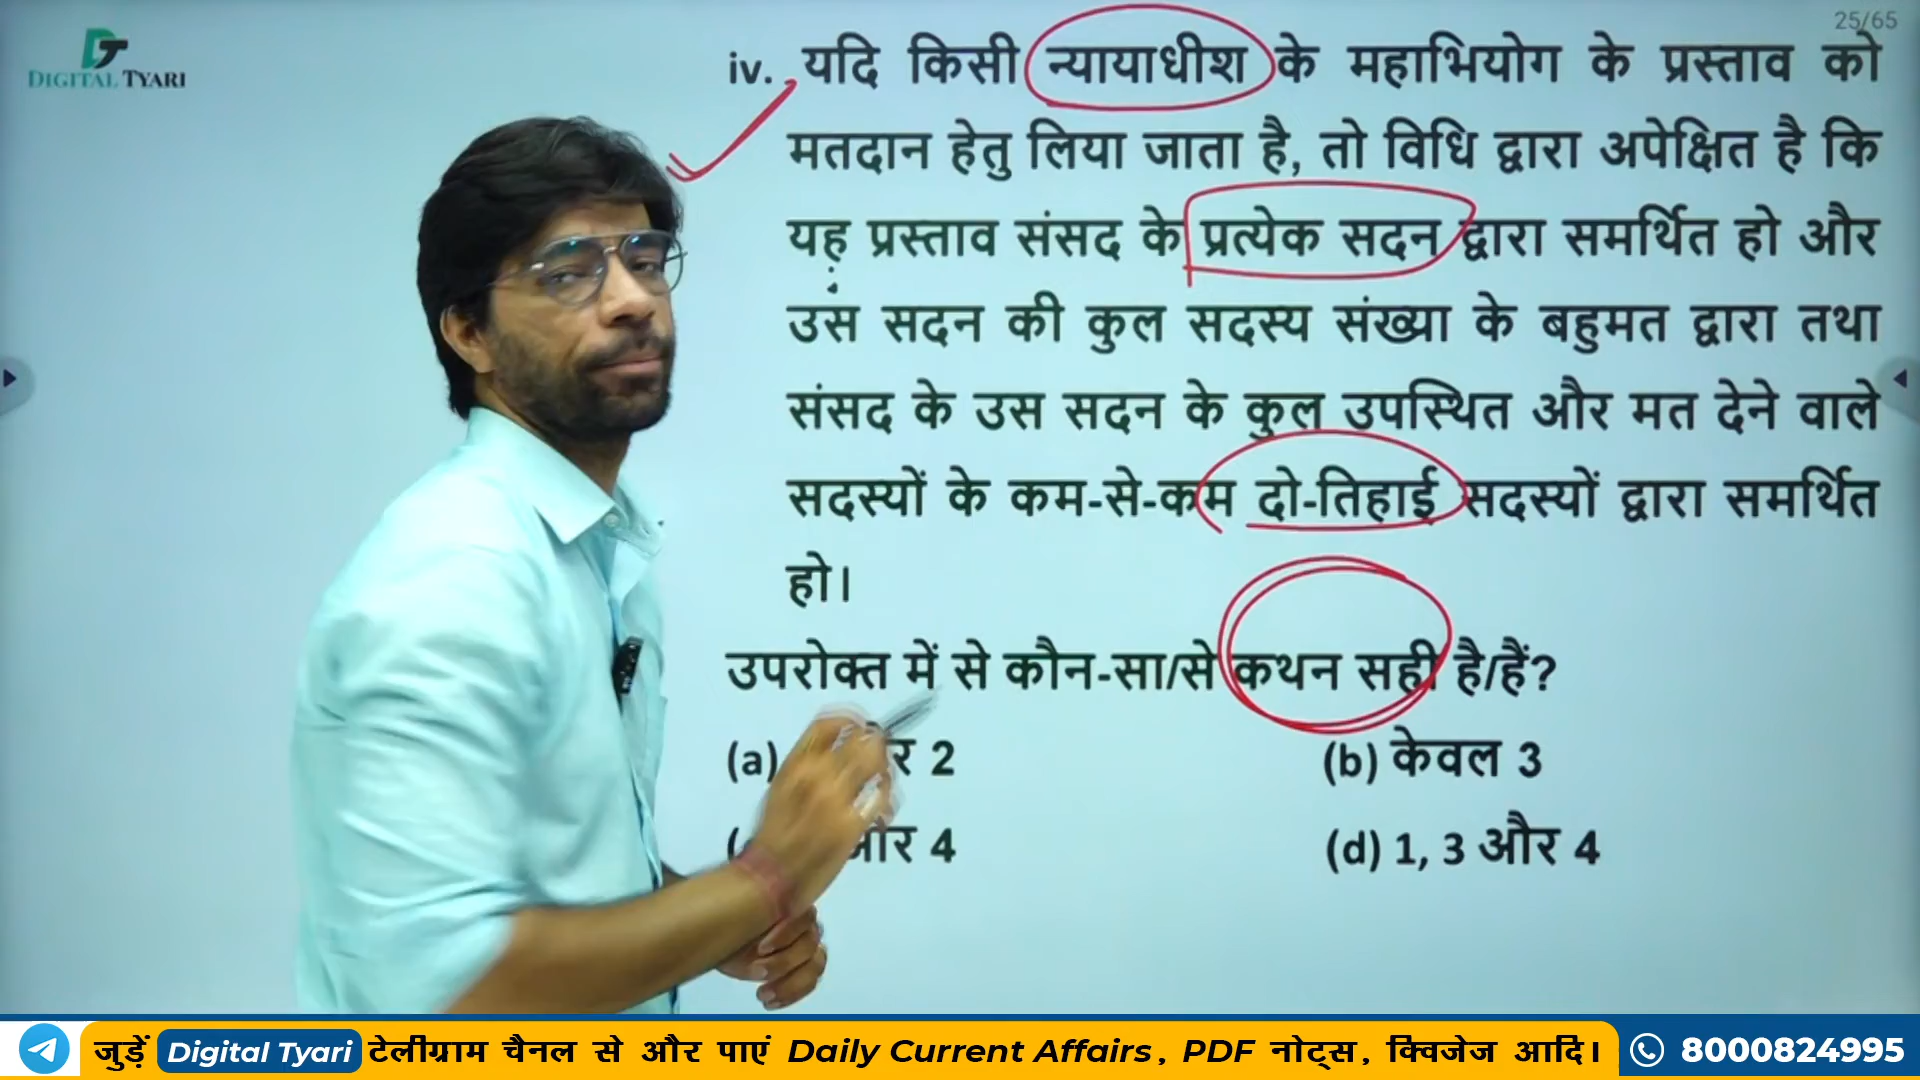 25/65
DT
DIGITAL TYARI
iv. यदि किसी न्यायाधीश के महाभियोग के प्रस्ताव को
मतदान हेतु लिया जाता है, तो विधि द्वारा अपेक्षित है कि
यह प्रस्ताव संसद के प्रत्येक सदन द्वारा समर्थित हो और
उस सदन की कुल सदस्य संख्या के बहुमत द्वारा तथा
संसद के उस सदन के कुल उपस्थित और मत देने वाले
सदस्यों के कम-से-कम दो-तिहाई सदस्यों द्वारा समर्थित
हो।
उपरोक्त में से कौन-सा/से कथन सही है/हैं?
(a) 2
(b) केवल 3
और 4
(d) 1, 3 और 4
जुड़ें Digital Tyari टेलीग्राम चैनल से और पाएं Daily Current Affairs, PDF नोट्स, क्विजेज आदि। 8000824995